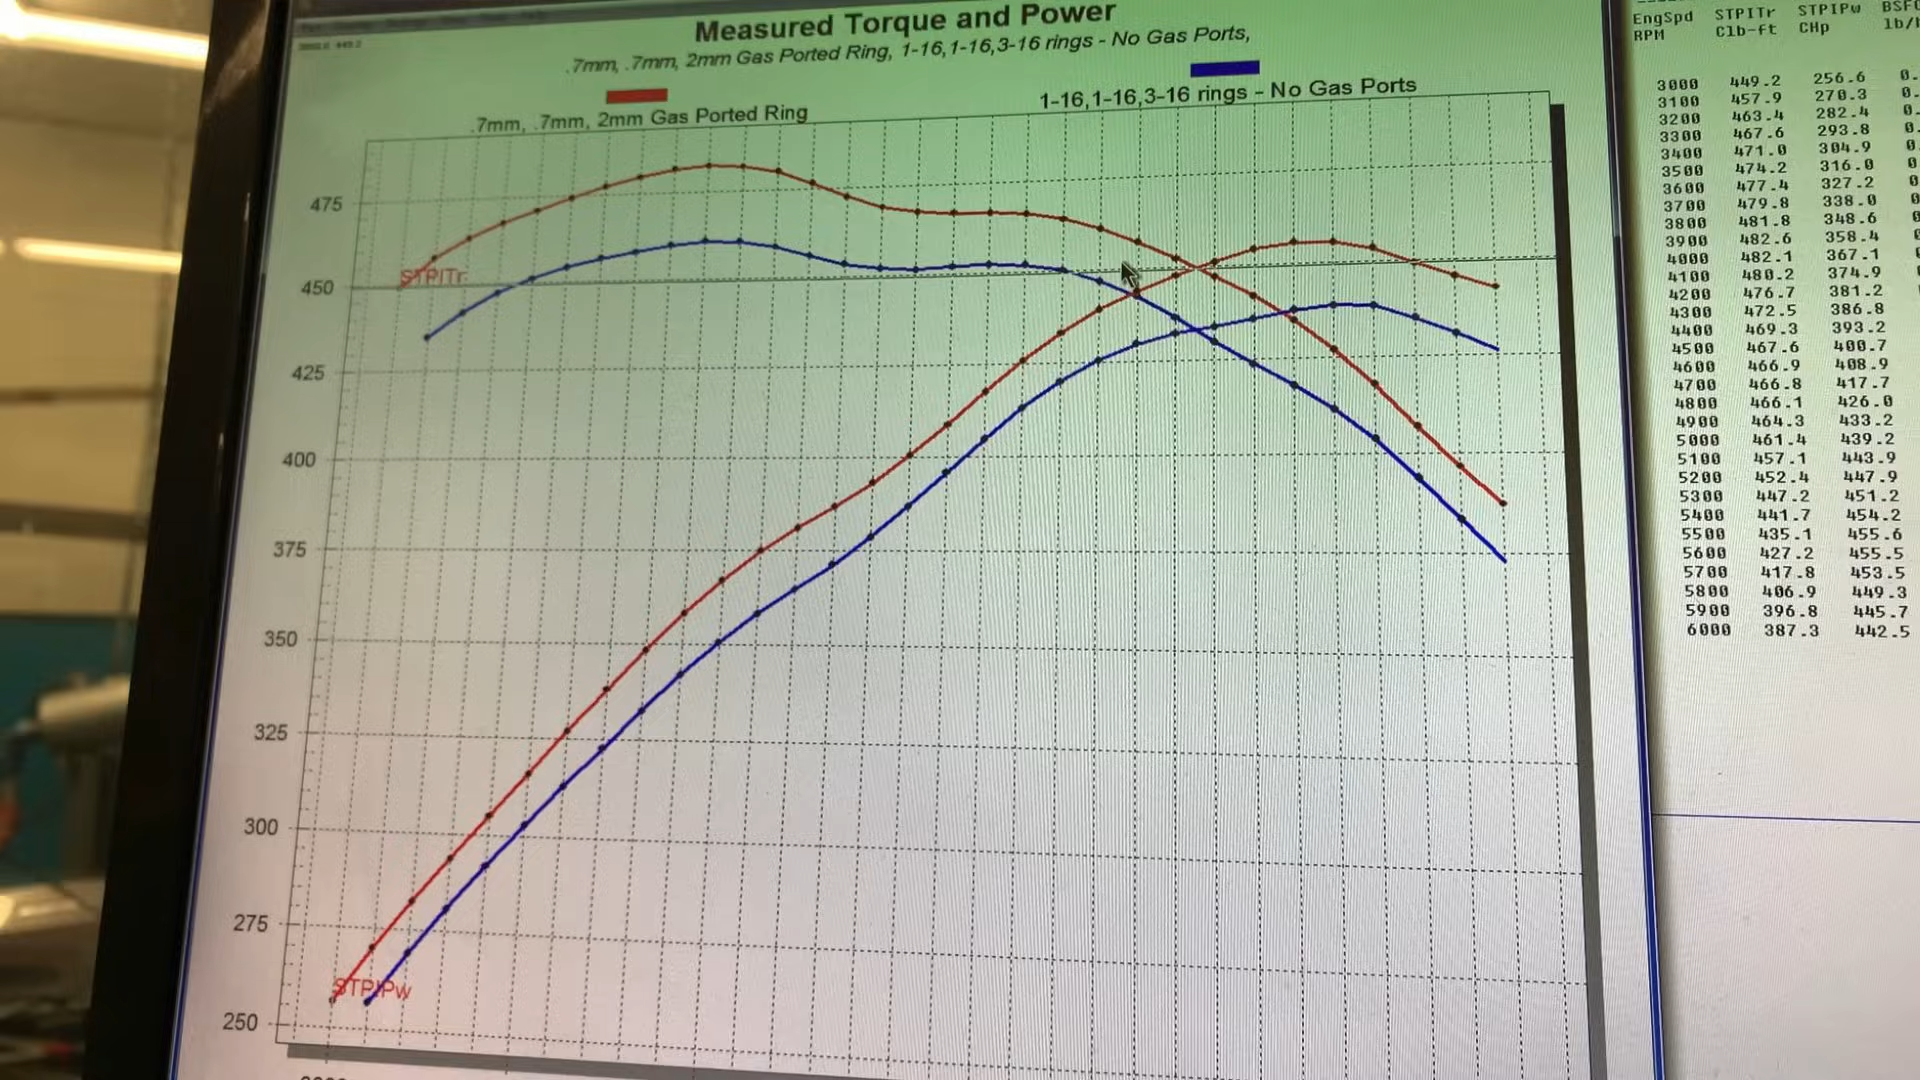 Measured Torque and Power
.7mm, .7mm, 2mm Gas Ported Ring, 1-16,1-16,3-16 rings - No Gas Ports,
.7mm, .7mm, 2mm Gas Ported Ring
1-16,1-16,3-16 rings - No Gas Ports
475
450
425
400
375
350
325
300
275
250
STPITr
STPIPw
EngSpd STPITr STPIPw
RPM Clb-ft CHp
3000 449.2 256.6
3100 457.9 270.3
3200 463.4 282.4
3300 467.6 293.8
3400 471.0 304.9
3500 474.2 316.0
3600 477.4 327.2
3700 479.8 338.0
3800 481.8 348.6
3900 482.6 358.4
4000 482.1 367.1
4100 480.2 374.9
4200 476.7 381.2
4300 472.5 386.8
4400 469.3 393.2
4500 467.6 400.7
4600 466.9 408.9
4700 466.8 417.7
4800 466.1 426.0
4900 464.3 433.2
5000 461.4 439.2
5100 457.1 443.9
5200 452.4 447.9
5300 447.2 451.2
5400 441.7 454.2
5500 435.1 455.6
5600 427.2 455.5
5700 417.8 453.5
5800 406.9 449.3
5900 396.8 445.7
6000 387.3 442.5